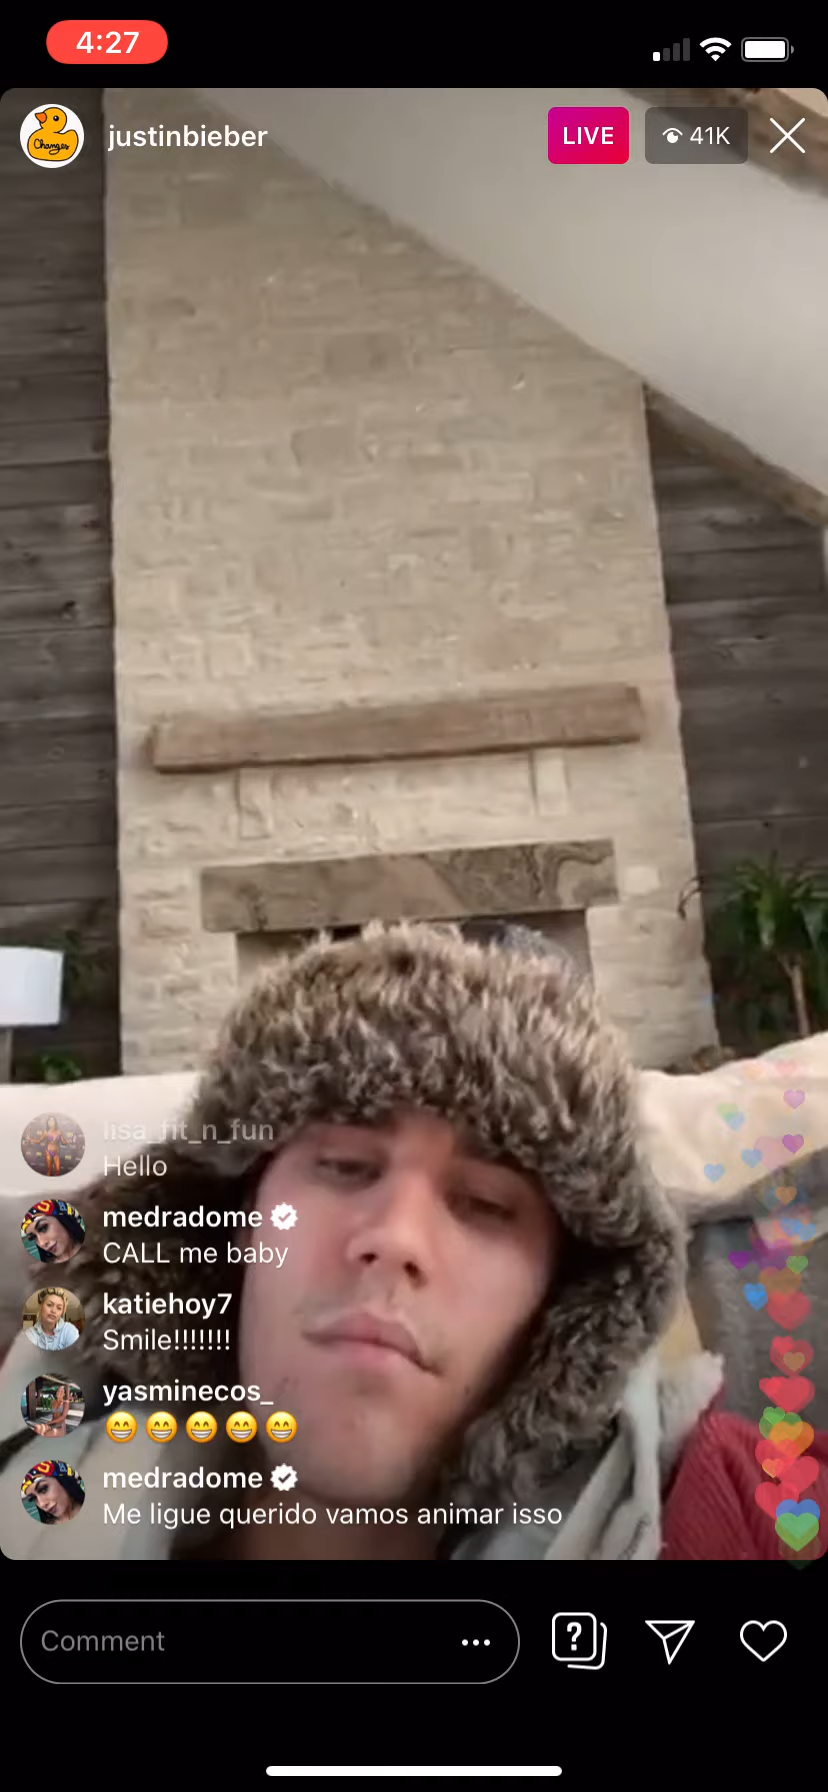 4:27
Changes
justinbieber
LIVE
41K
lisa_fit_n_fun
Hello
medradome
CALL me baby
katiehoy7
Smile!!!!!!!
yasminecos_
😁😁😁😁😁
medradome
Me ligue querido vamos animar isso
Comment